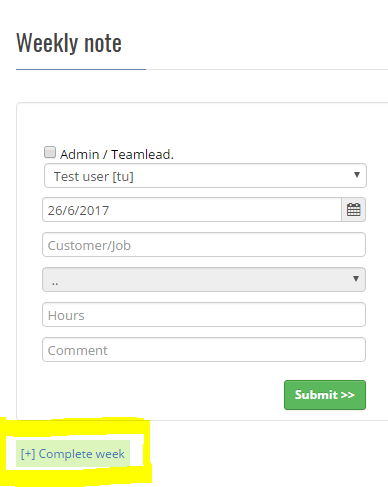 Weekly note
Admin / Teamlead.
Test user [tu]
26/6/2017
Customer/Job
..
Hours
Comment
Submit >>
[+] Complete week